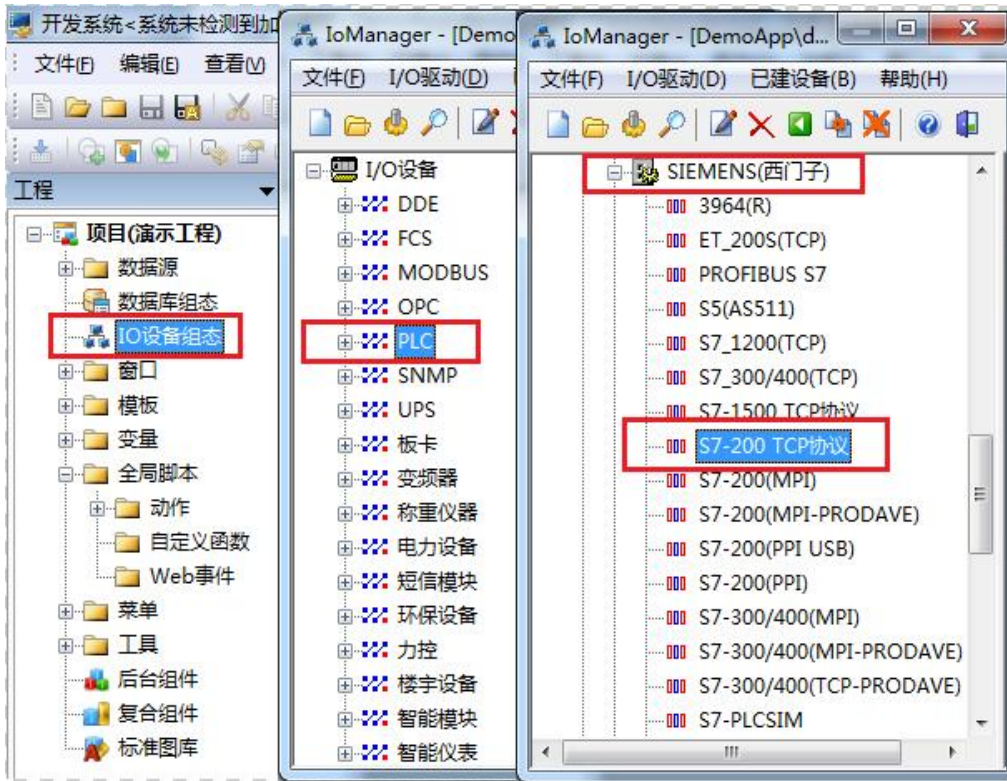 开发系统<系统未检测到加
文件(F) 编辑(E) 查看(V)
工程
项目(演示工程)
数据源
数据库组态
IO设备组态
窗口
模板
变量
全局脚本
动作
自定义函数
Web事件
菜单
工具
后台组件
复合组件
标准图库
IoManager - [Demo
文件(F) I/O驱动(D)
I/O设备
DDE
FCS
MODBUS
OPC
PLC
SNMP
UPS
板卡
变频器
称重仪器
电力设备
短信模块
环保设备
力控
楼宇设备
智能模块
智能仪表
IoManager - [DemoApp\d...
文件(F) I/O驱动(D) 已建设备(B) 帮助(H)
SIEMENS(西门子)
3964(R)
ET_200S(TCP)
PROFIBUS S7
S5(AS511)
S7_1200(TCP)
S7_300/400(TCP)
S7-1500 TCP协议
S7-200 TCP协议
S7-200(MPI)
S7-200(MPI-PRODAVE)
S7-200(PPI USB)
S7-200(PPI)
S7-300/400(MPI)
S7-300/400(MPI-PRODAVE)
S7-300/400(TCP-PRODAVE)
S7-PLCSIM